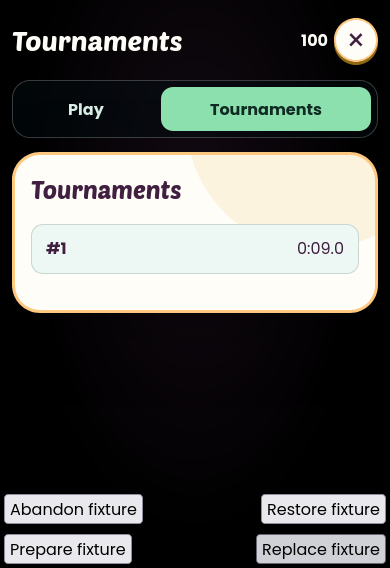 Tournaments
100 ×
Play Tournaments
Tournaments
#1 0:09.0
Abandon fixture Restore fixture
Prepare fixture Replace fixture